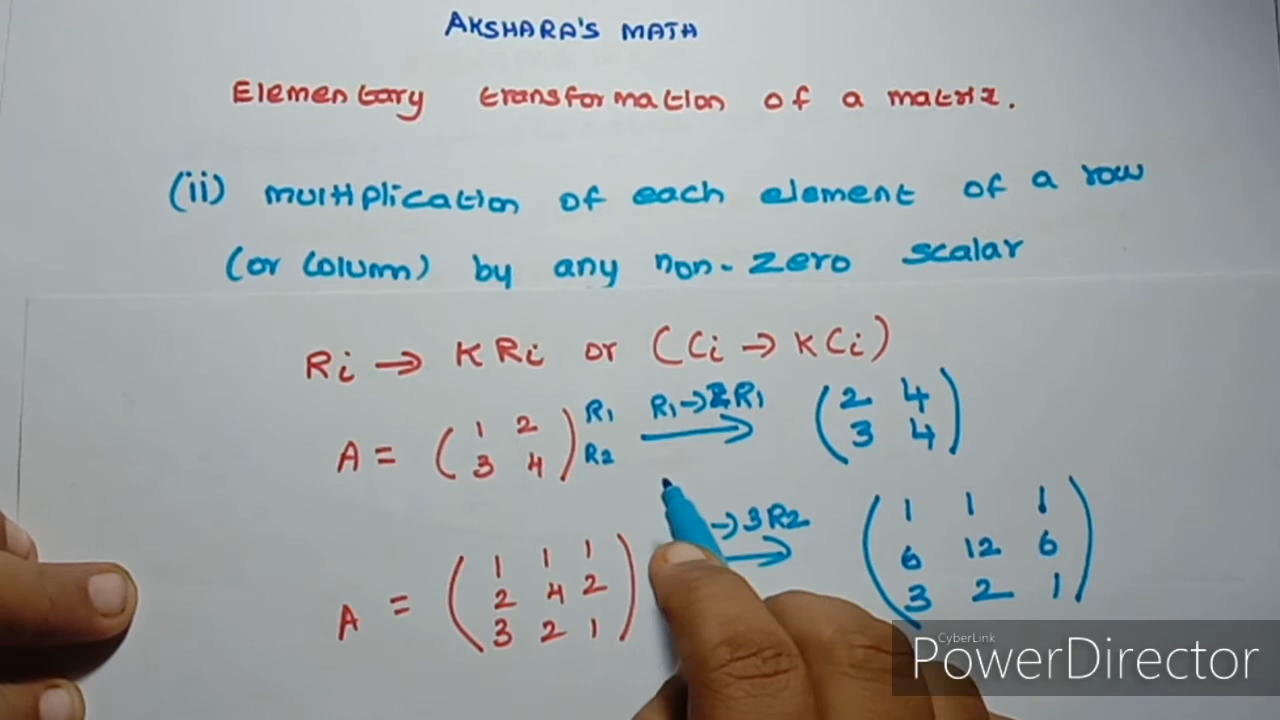 AKSHARA'S MATH
Elementary transformation of a matrix.
(ii) multiplication of each element of a row
(or column) by any non-zero scalar
Ri → KRi or (Ci → KCi)
A = (1 2 R1 R1→2R1 (2 4
3 4) R2 3 4)
A = (1 1 1 →3R2 (1 1 1
2 4 2 6 12 6
3 2 1) 3 2 1)
CyberLink
PowerDirector